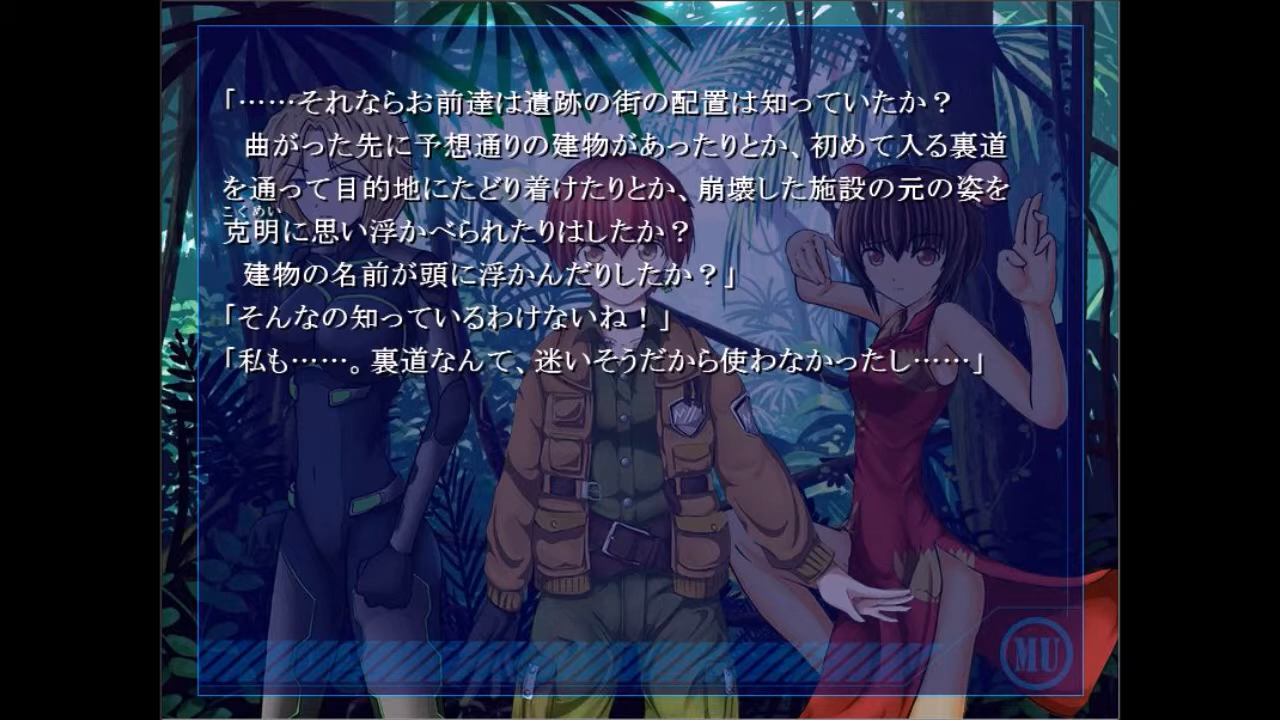 「……それならお前達は遺跡の街の配置は知っていたか？
曲がった先に予想通りの建物があったりとか、初めて入る裏道
を通って目的地にたどり着けたりとか、崩壊した施設の元の姿を
こくめい
克明に思い浮かべられたりはしたか？
建物の名前が頭に浮かんだりしたか？」
「そんなの知っているわけないね！」
「私も……。裏道なんて、迷いそうだから使わなかったし……」
MU
MU